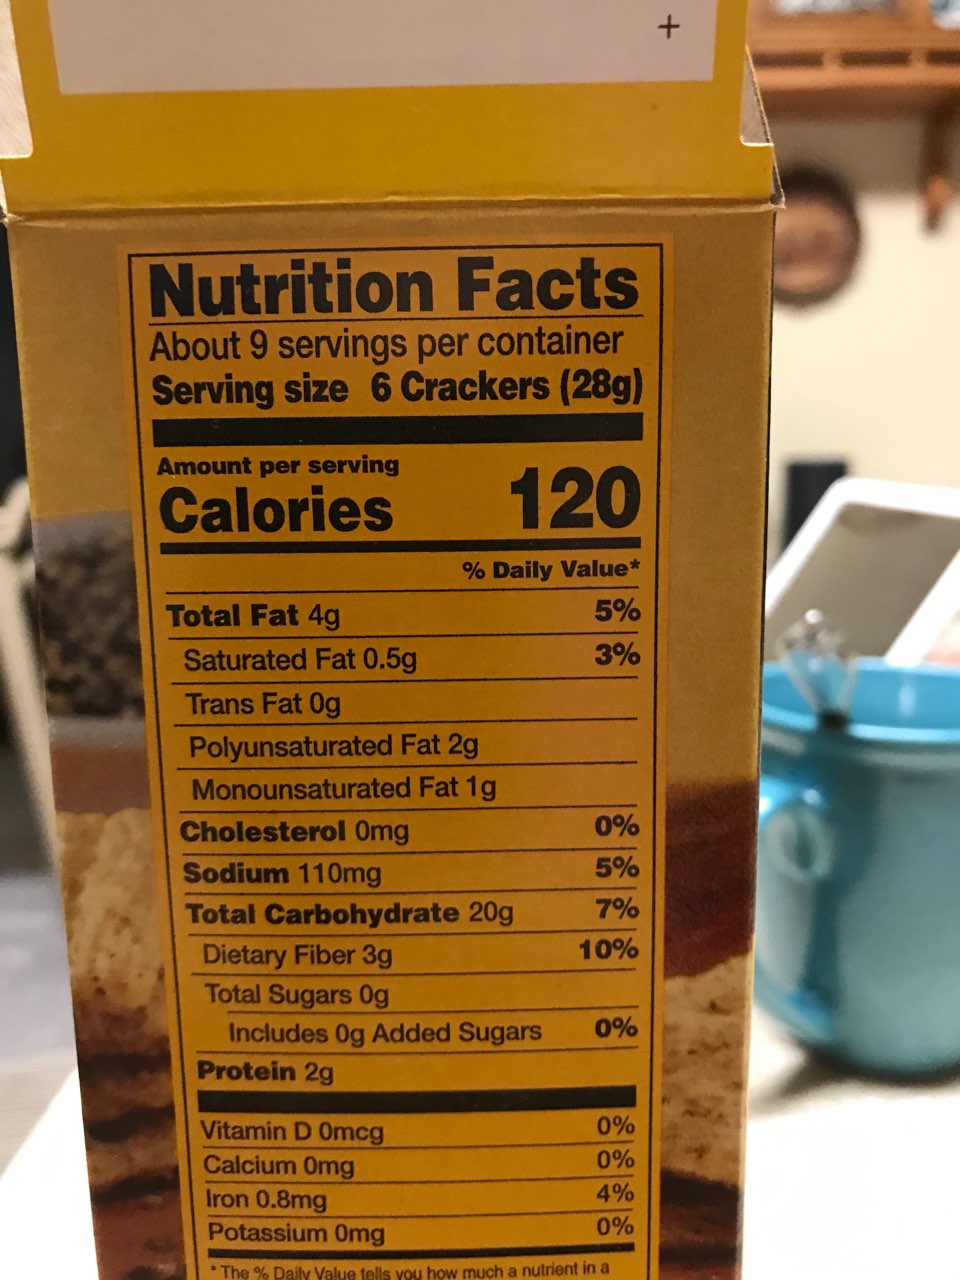 +
Nutrition Facts
About 9 servings per container
Serving size 6 Crackers (28g)
Amount per serving
Calories 120
% Daily Value*
Total Fat 4g 5%
Saturated Fat 0.5g 3%
Trans Fat 0g
Polyunsaturated Fat 2g
Monounsaturated Fat 1g
Cholesterol 0mg 0%
Sodium 110mg 5%
Total Carbohydrate 20g 7%
Dietary Fiber 3g 10%
Total Sugars 0g
Includes 0g Added Sugars 0%
Protein 2g
Vitamin D 0mcg 0%
Calcium 0mg 0%
Iron 0.8mg 4%
Potassium 0mg 0%
* The % Daily Value tells you how much a nutrient in a